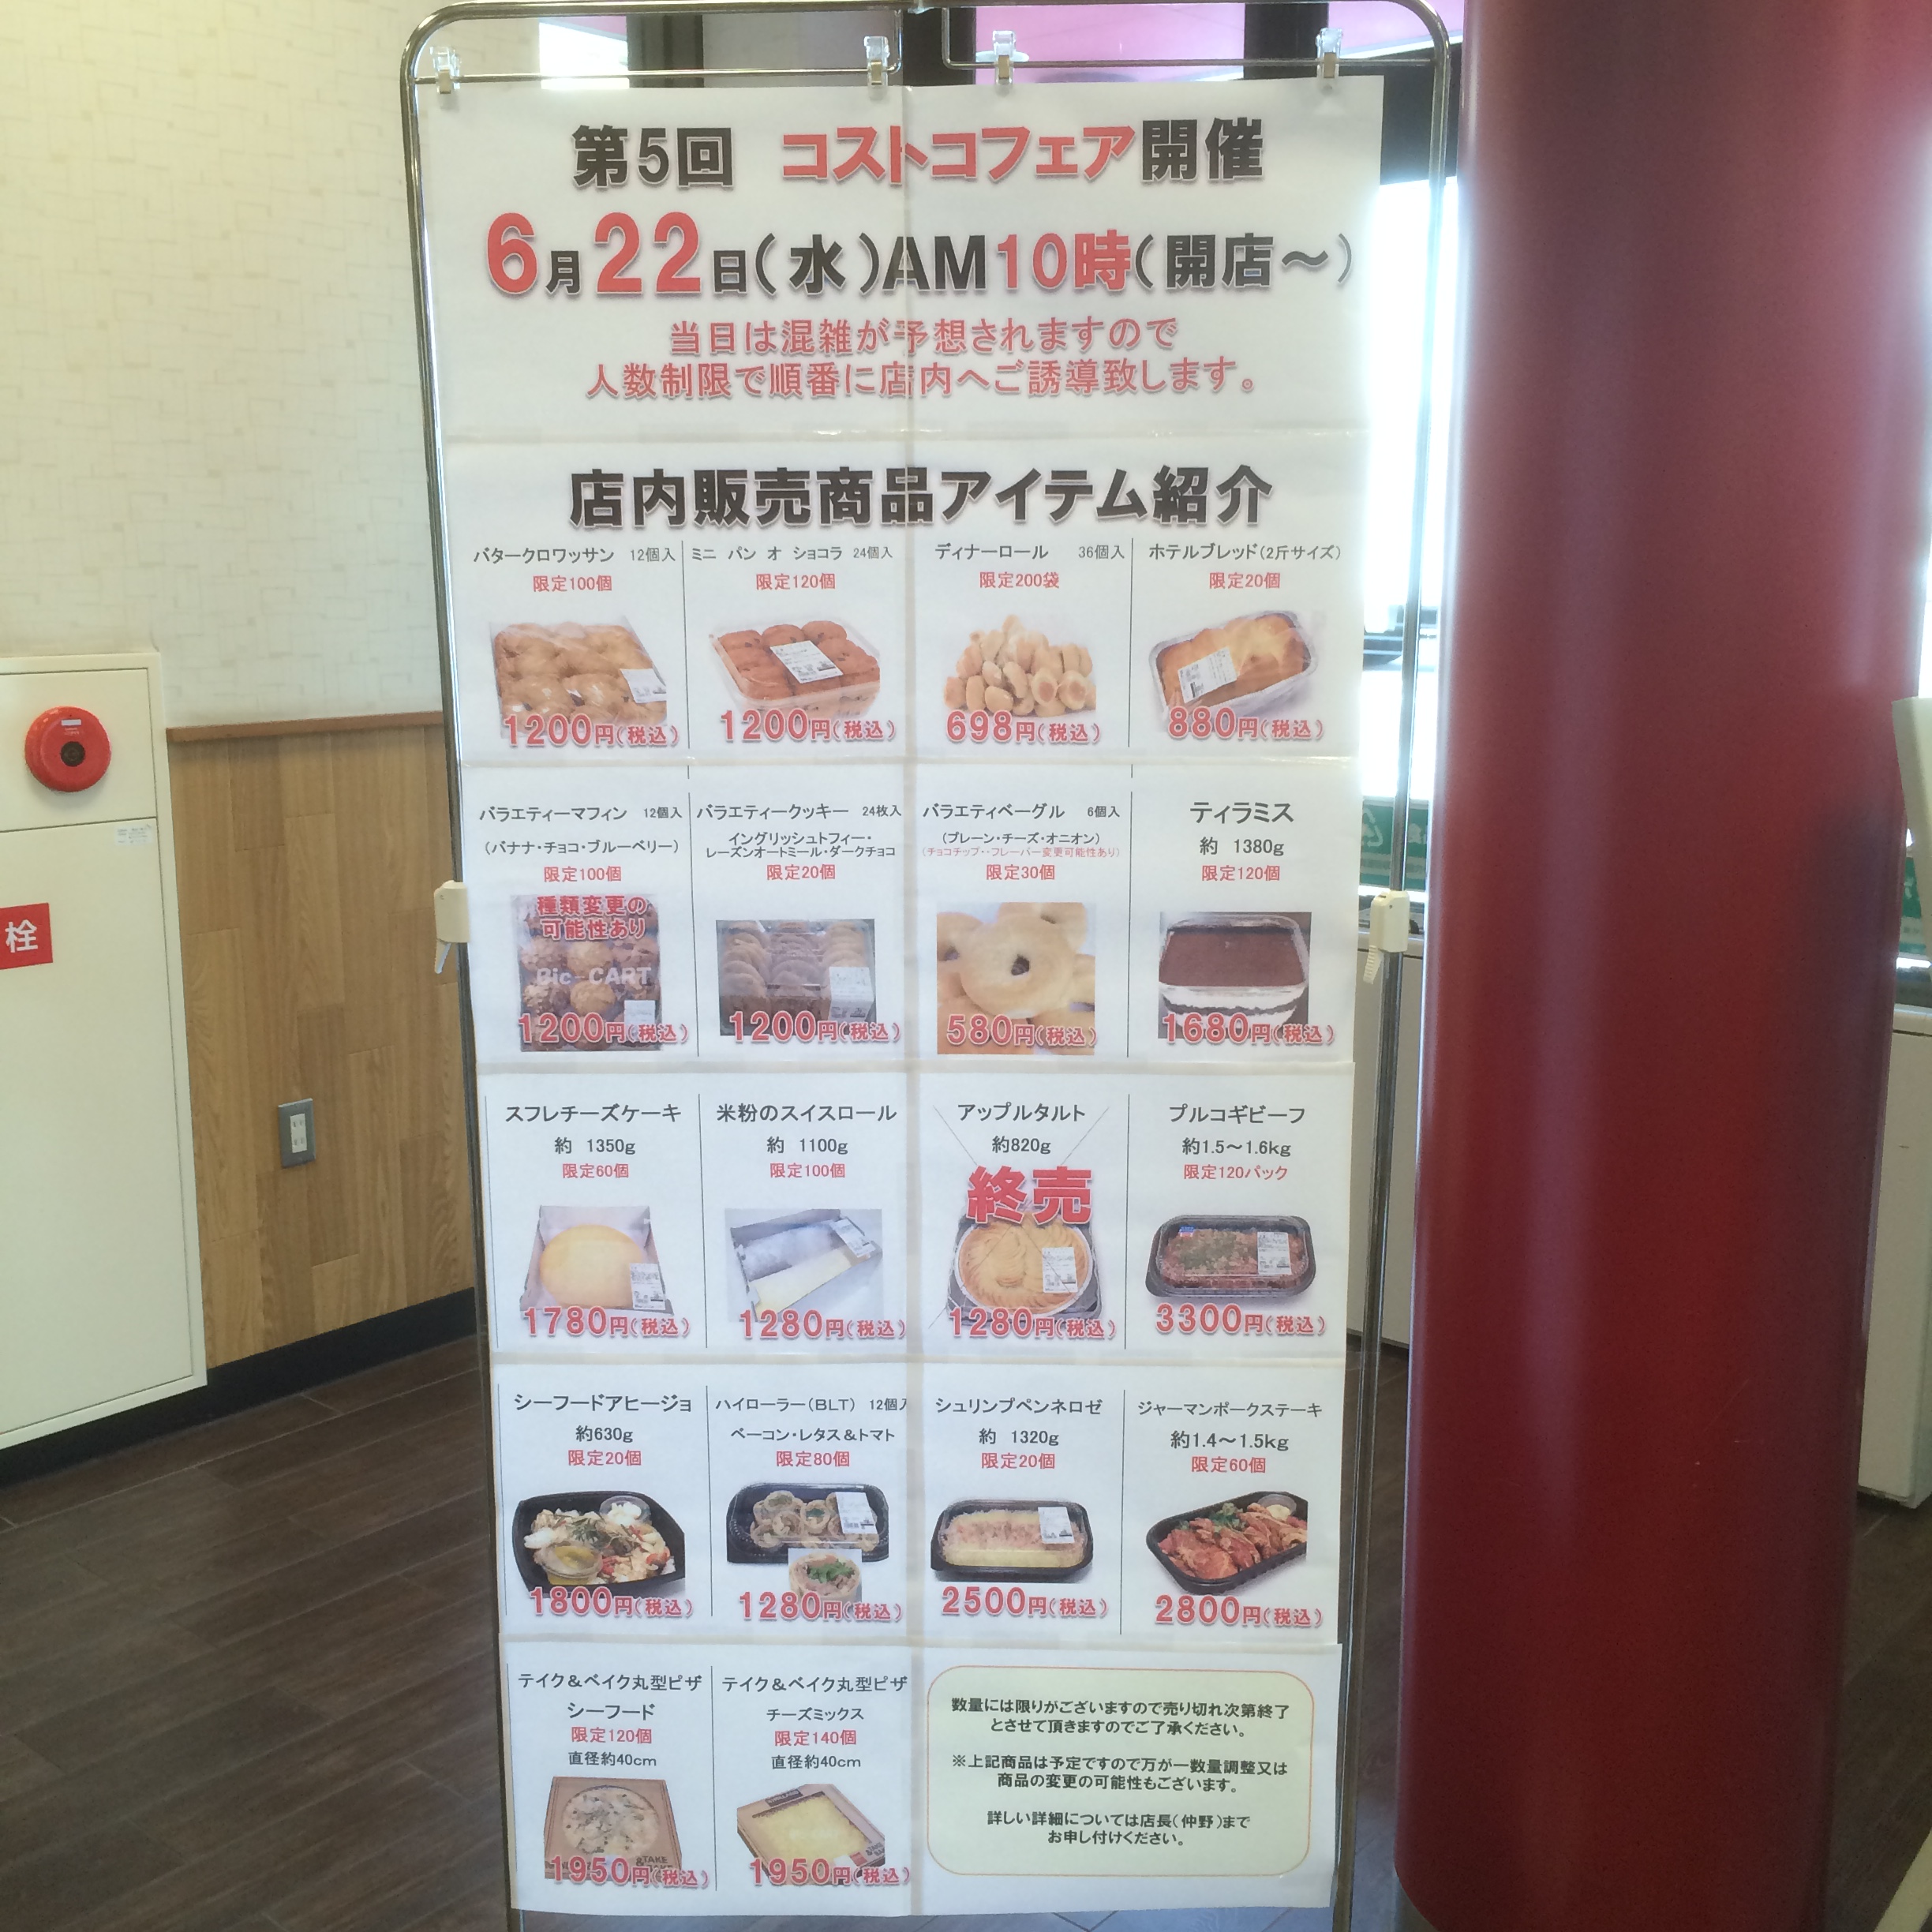 第5回 コストコフェア開催
6月22日(水)AM10時(開店～)
当日は混雑が予想されますので
人数制限で順番に店内へご誘導致します。
店内販売商品アイテム紹介
バタークロワッサン 12個入
限定100個
1200円(税込)
ミニ パン オ ショコラ 24個入
限定120個
1200円(税込)
ディナーロール 36個入
限定200袋
698円(税込)
ホテルブレッド(2斤サイズ)
限定20個
880円(税込)
バラエティーマフィン 12個入
(バナナ・チョコ・ブルーベリー)
限定100個
種類変更の
可能性あり
Pic-CART
1200円(税込)
バラエティークッキー 24枚入
イングリッシュトフィー・
レーズンオートミール・ダークチョコ
限定20個
1200円(税込)
バラエティベーグル 6個入
(プレーン・チーズ・オニオン)
(チョコチップ・・フレーバー変更可能性あり)
限定30個
580円(税込)
ティラミス
約 1380g
限定120個
1680円(税込)
スフレチーズケーキ
約 1350g
限定60個
1780円(税込)
米粉のスイスロール
約 1100g
限定100個
1280円(税込)
アップルタルト
約820g
終売
1280円(税込)
プルコギビーフ
約1.5～1.6kg
限定120パック
3300円(税込)
シーフードアヒージョ
約630g
限定20個
1800円(税込)
ハイローラー(BLT) 12個入
ベーコン・レタス&トマト
限定80個
1280円(税込)
シュリンプペンネロゼ
約 1320g
限定20個
2500円(税込)
ジャーマンポークステーキ
約1.4～1.5kg
限定60個
2800円(税込)
テイク&ベイク丸型ピザ
シーフード
限定120個
直径約40cm
TAKE
1950円(税込)
テイク&ベイク丸型ピザ
チーズミックス
限定140個
直径約40cm
1950円(税込)
数量には限りがございますので売り切れ次第終了
とさせて頂きますのでご了承ください。
※上記商品は予定ですので万が一数量調整又は
商品の変更の可能性もございます。
詳しい詳細については店長(仲野)まで
お申し付けください。
栓